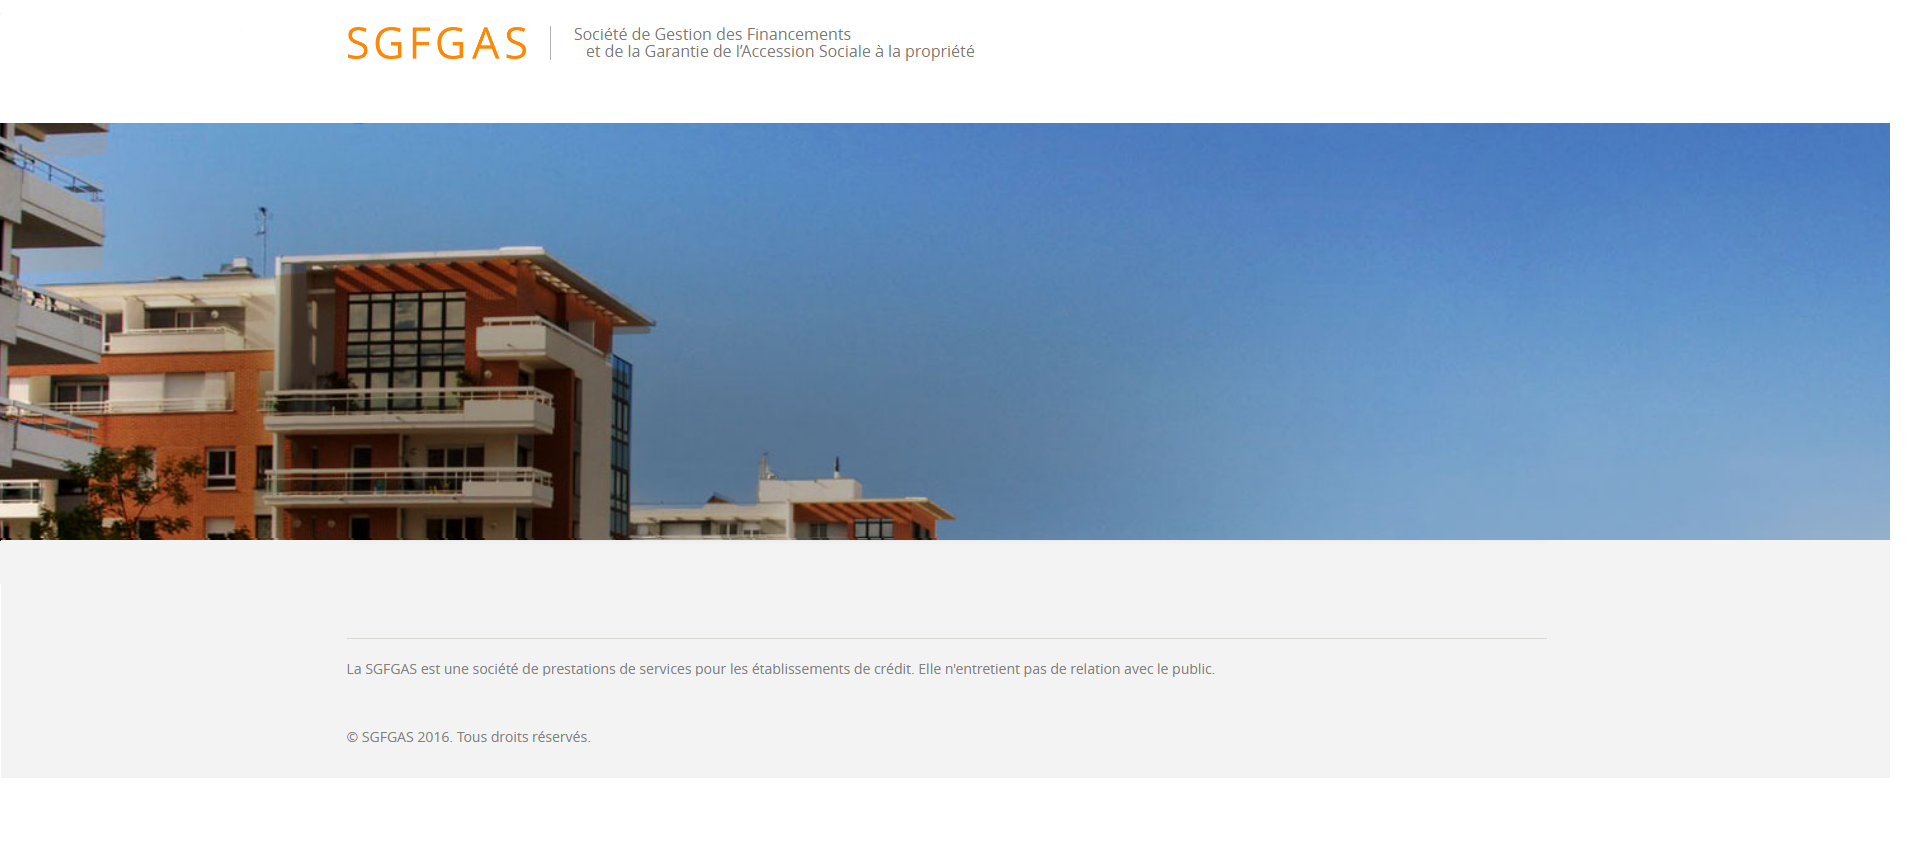 SGFGAS
Société de Gestion des Financements
et de la Garantie de l’Accession Sociale à la propriété
La SGFGAS est une société de prestations de services pour les établissements de crédit. Elle n'entretient pas de relation avec le public.
© SGFGAS 2016. Tous droits réservés.